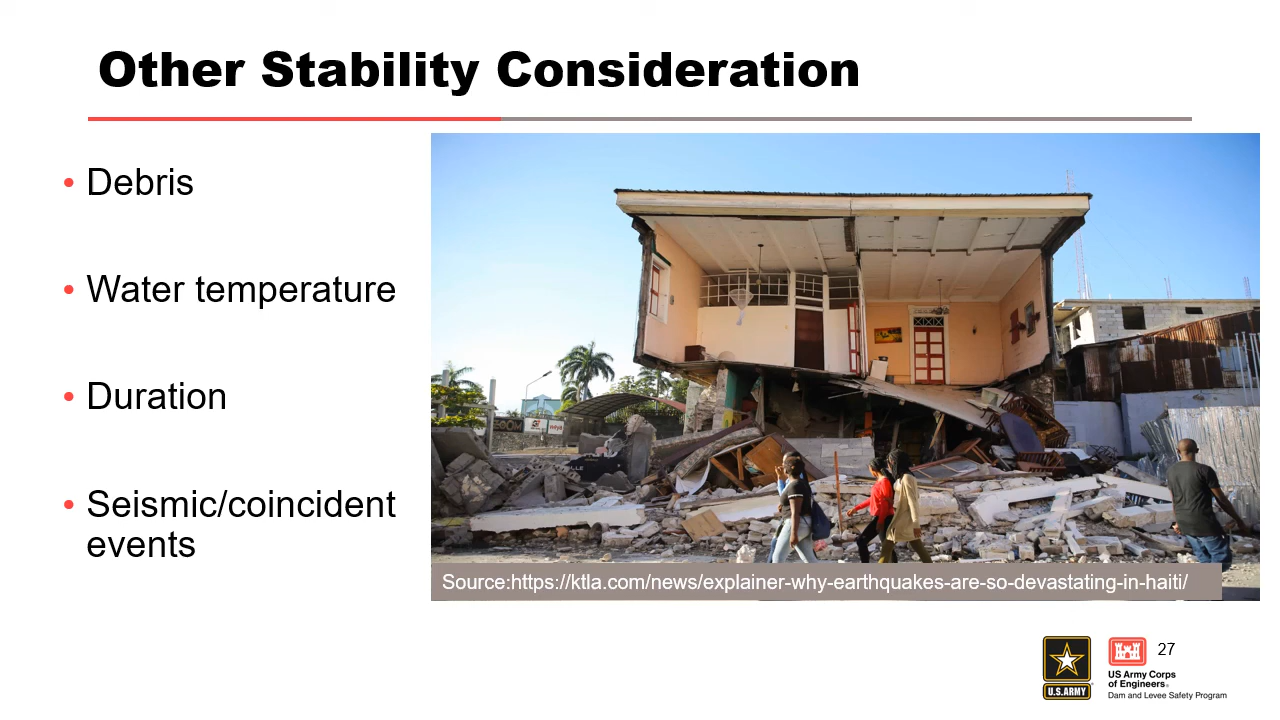 Other Stability Consideration
• Debris
• Water temperature
• Duration
• Seismic/coincident
events
Source:https://ktla.com/news/explainer-why-earthquakes-are-so-devastating-in-haiti/
27
U.S.ARMY
US Army Corps
of Engineers®
Dam and Levee Safety Program